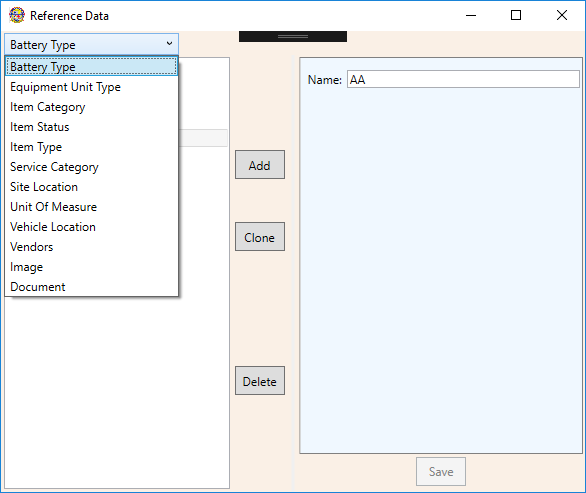 Reference Data
Battery Type
Battery Type
Equipment Unit Type
Item Category
Item Status
Item Type
Service Category
Site Location
Unit Of Measure
Vehicle Location
Vendors
Image
Document
Add
Clone
Delete
Name: AA
Save